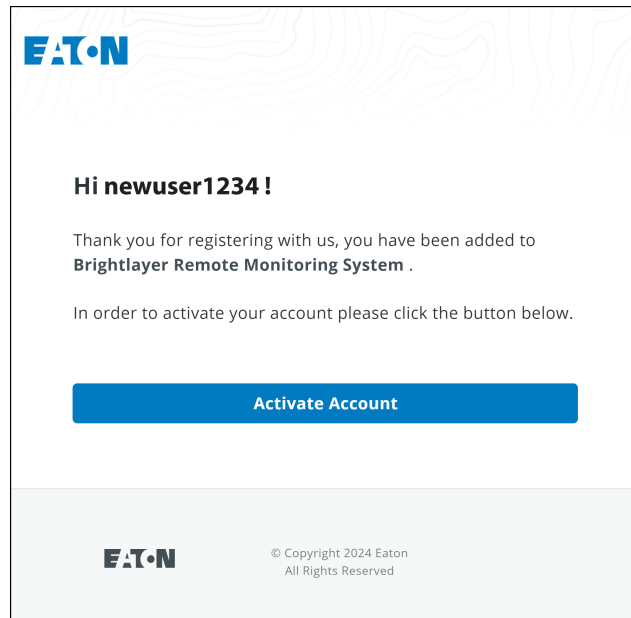 EATON
Hi newuser1234 !
Thank you for registering with us, you have been added to
Brightlayer Remote Monitoring System .
In order to activate your account please click the button below.
Activate Account
EATON
© Copyright 2024 Eaton
All Rights Reserved